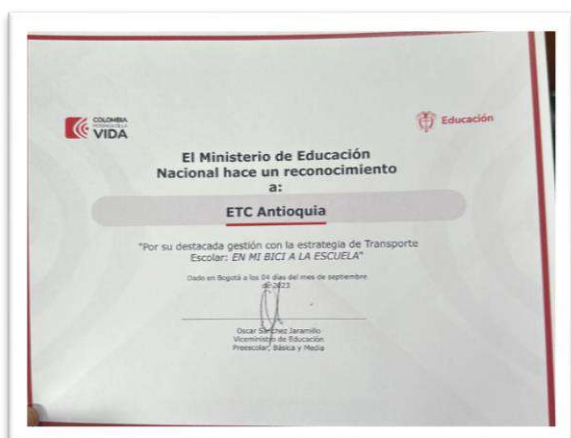 COLOMBIA
POTENCIA DE LA
VIDA
Educación
El Ministerio de Educación
Nacional hace un reconocimiento
a:
ETC Antioquia
"Por su destacada gestión con la estrategia de Transporte
Escolar: EN MI BICI A LA ESCUELA"
Dado en Bogotá a los 04 días del mes de septiembre
de 2023
Oscar Sánchez Jaramillo
Viceministro de Educación
Preescolar, Básica y Media